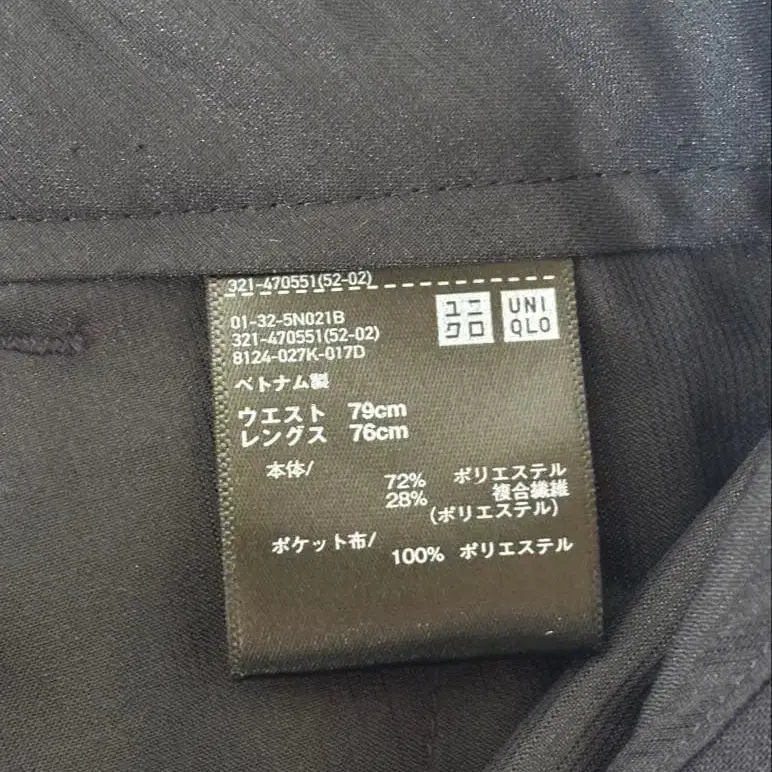 321-470551(52-02)
01-32-5N021B
321-470551(52-02)
8124-027K-017D
ユニ
クロ
UNI
QLO
ベトナム製
ウエスト 79cm
レングス 76cm
本体/
72% ポリエステル
28% 複合繊維
(ポリエステル)
ポケット布/
100% ポリエステル